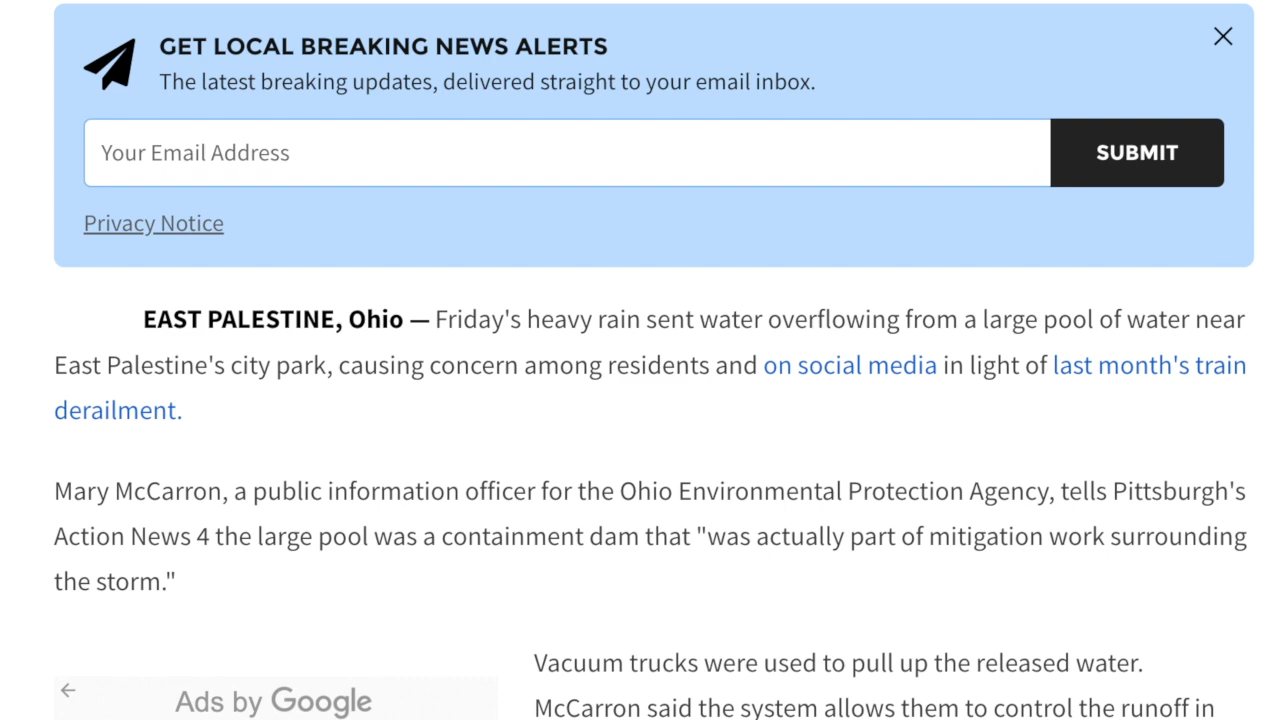 GET LOCAL BREAKING NEWS ALERTS
The latest breaking updates, delivered straight to your email inbox.
Your Email Address
SUBMIT
Privacy Notice
EAST PALESTINE, Ohio — Friday's heavy rain sent water overflowing from a large pool of water near
East Palestine's city park, causing concern among residents and on social media in light of last month's train
derailment.
Mary McCarron, a public information officer for the Ohio Environmental Protection Agency, tells Pittsburgh's
Action News 4 the large pool was a containment dam that "was actually part of mitigation work surrounding
the storm."
Vacuum trucks were used to pull up the released water.
McCarron said the system allows them to control the runoff in
Ads by Google